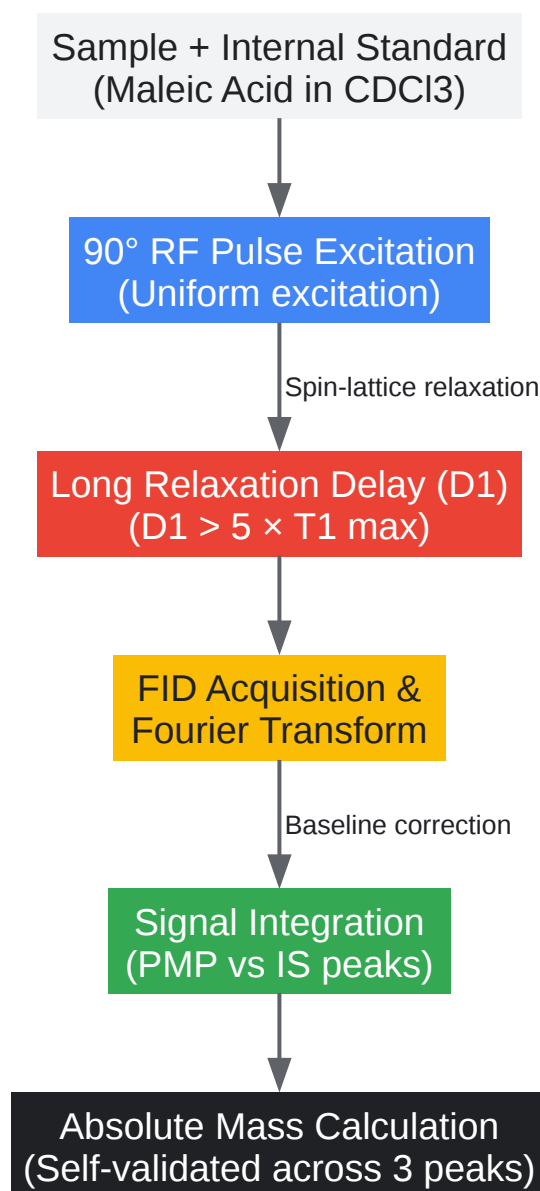 Sample + Internal Standard
(Maleic Acid in CDCl3)
90° RF Pulse Excitation
(Uniform excitation)
Spin-lattice relaxation
Long Relaxation Delay (D1)
(D1 > 5 × T1 max)
FID Acquisition &
Fourier Transform
Baseline correction
Signal Integration
(PMP vs IS peaks)
Absolute Mass Calculation
(Self-validated across 3 peaks)